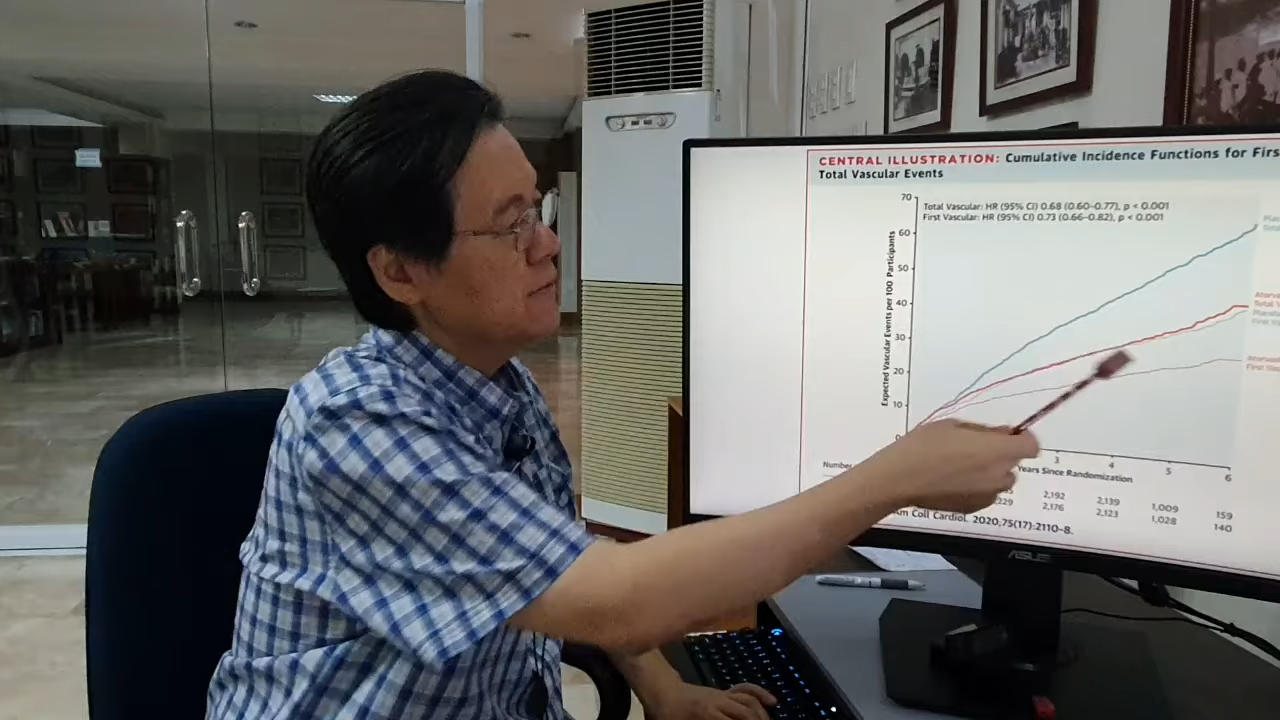 CENTRAL ILLUSTRATION: Cumulative Incidence Functions for Firs
Total Vascular Events
70
60
50
40
30
20
10
Expected Vascular Events per 100 Participants
Total Vascular: HR (95% CI) 0.68 (0.60–0.77), p < 0.001
First Vascular: HR (95% CI) 0.73 (0.66–0.82), p < 0.001
3 4 5 6
Years Since Randomization
Number
2,192 2,139 1,009 159
2,176 2,123 1,028 140
Am Coll Cardiol. 2020;75(17):2110–8.
ASUS